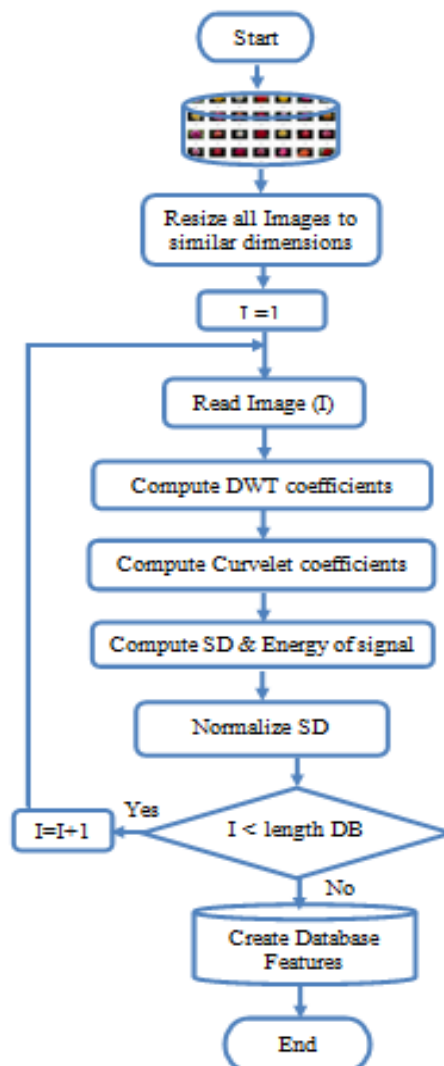 Start
Resize all Images to
similar dimensions
I =1
Read Image (I)
Compute DWT coefficients
Compute Curvelet coefficients
Compute SD & Energy of signal
Normalize SD
I < length DB
Yes
I=I+1
No
Create Database
Features
End